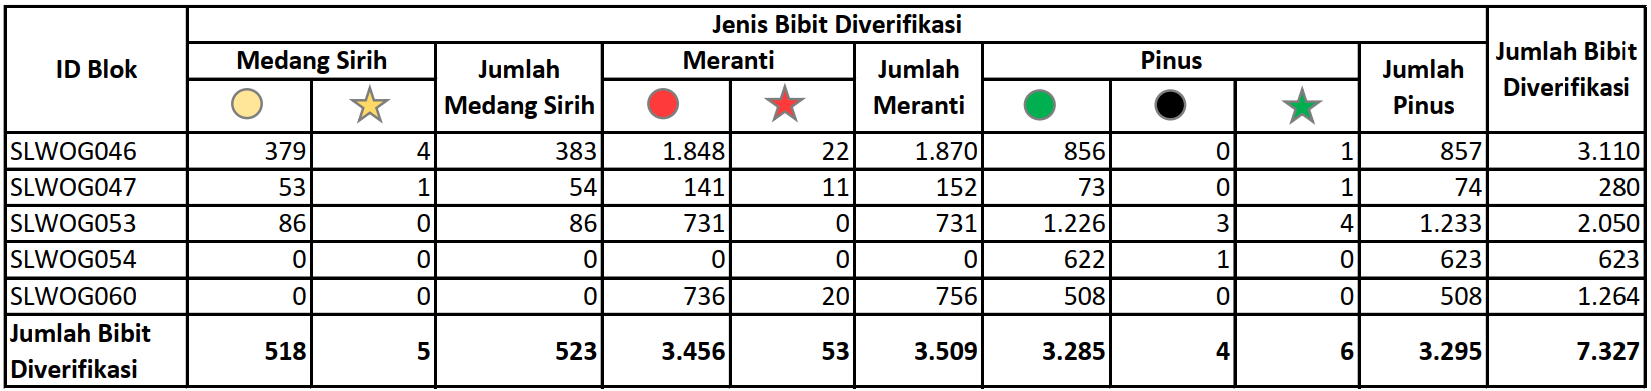 Jenis Bibit Diverifikasi
ID Blok
Medang Sirih
Jumlah
Medang Sirih
Meranti
Jumlah
Meranti
Pinus
Jumlah
Pinus
Jumlah Bibit
Diverifikasi
SLWOG046 379 4 383 1.848 22 1.870 856 0 1 857 3.110
SLWOG047 53 1 54 141 11 152 73 0 1 74 280
SLWOG053 86 0 86 731 0 731 1.226 3 4 1.233 2.050
SLWOG054 0 0 0 0 0 0 622 1 0 623 623
SLWOG060 0 0 0 736 20 756 508 0 0 508 1.264
Jumlah Bibit
Diverifikasi 518 5 523 3.456 53 3.509 3.285 4 6 3.295 7.327